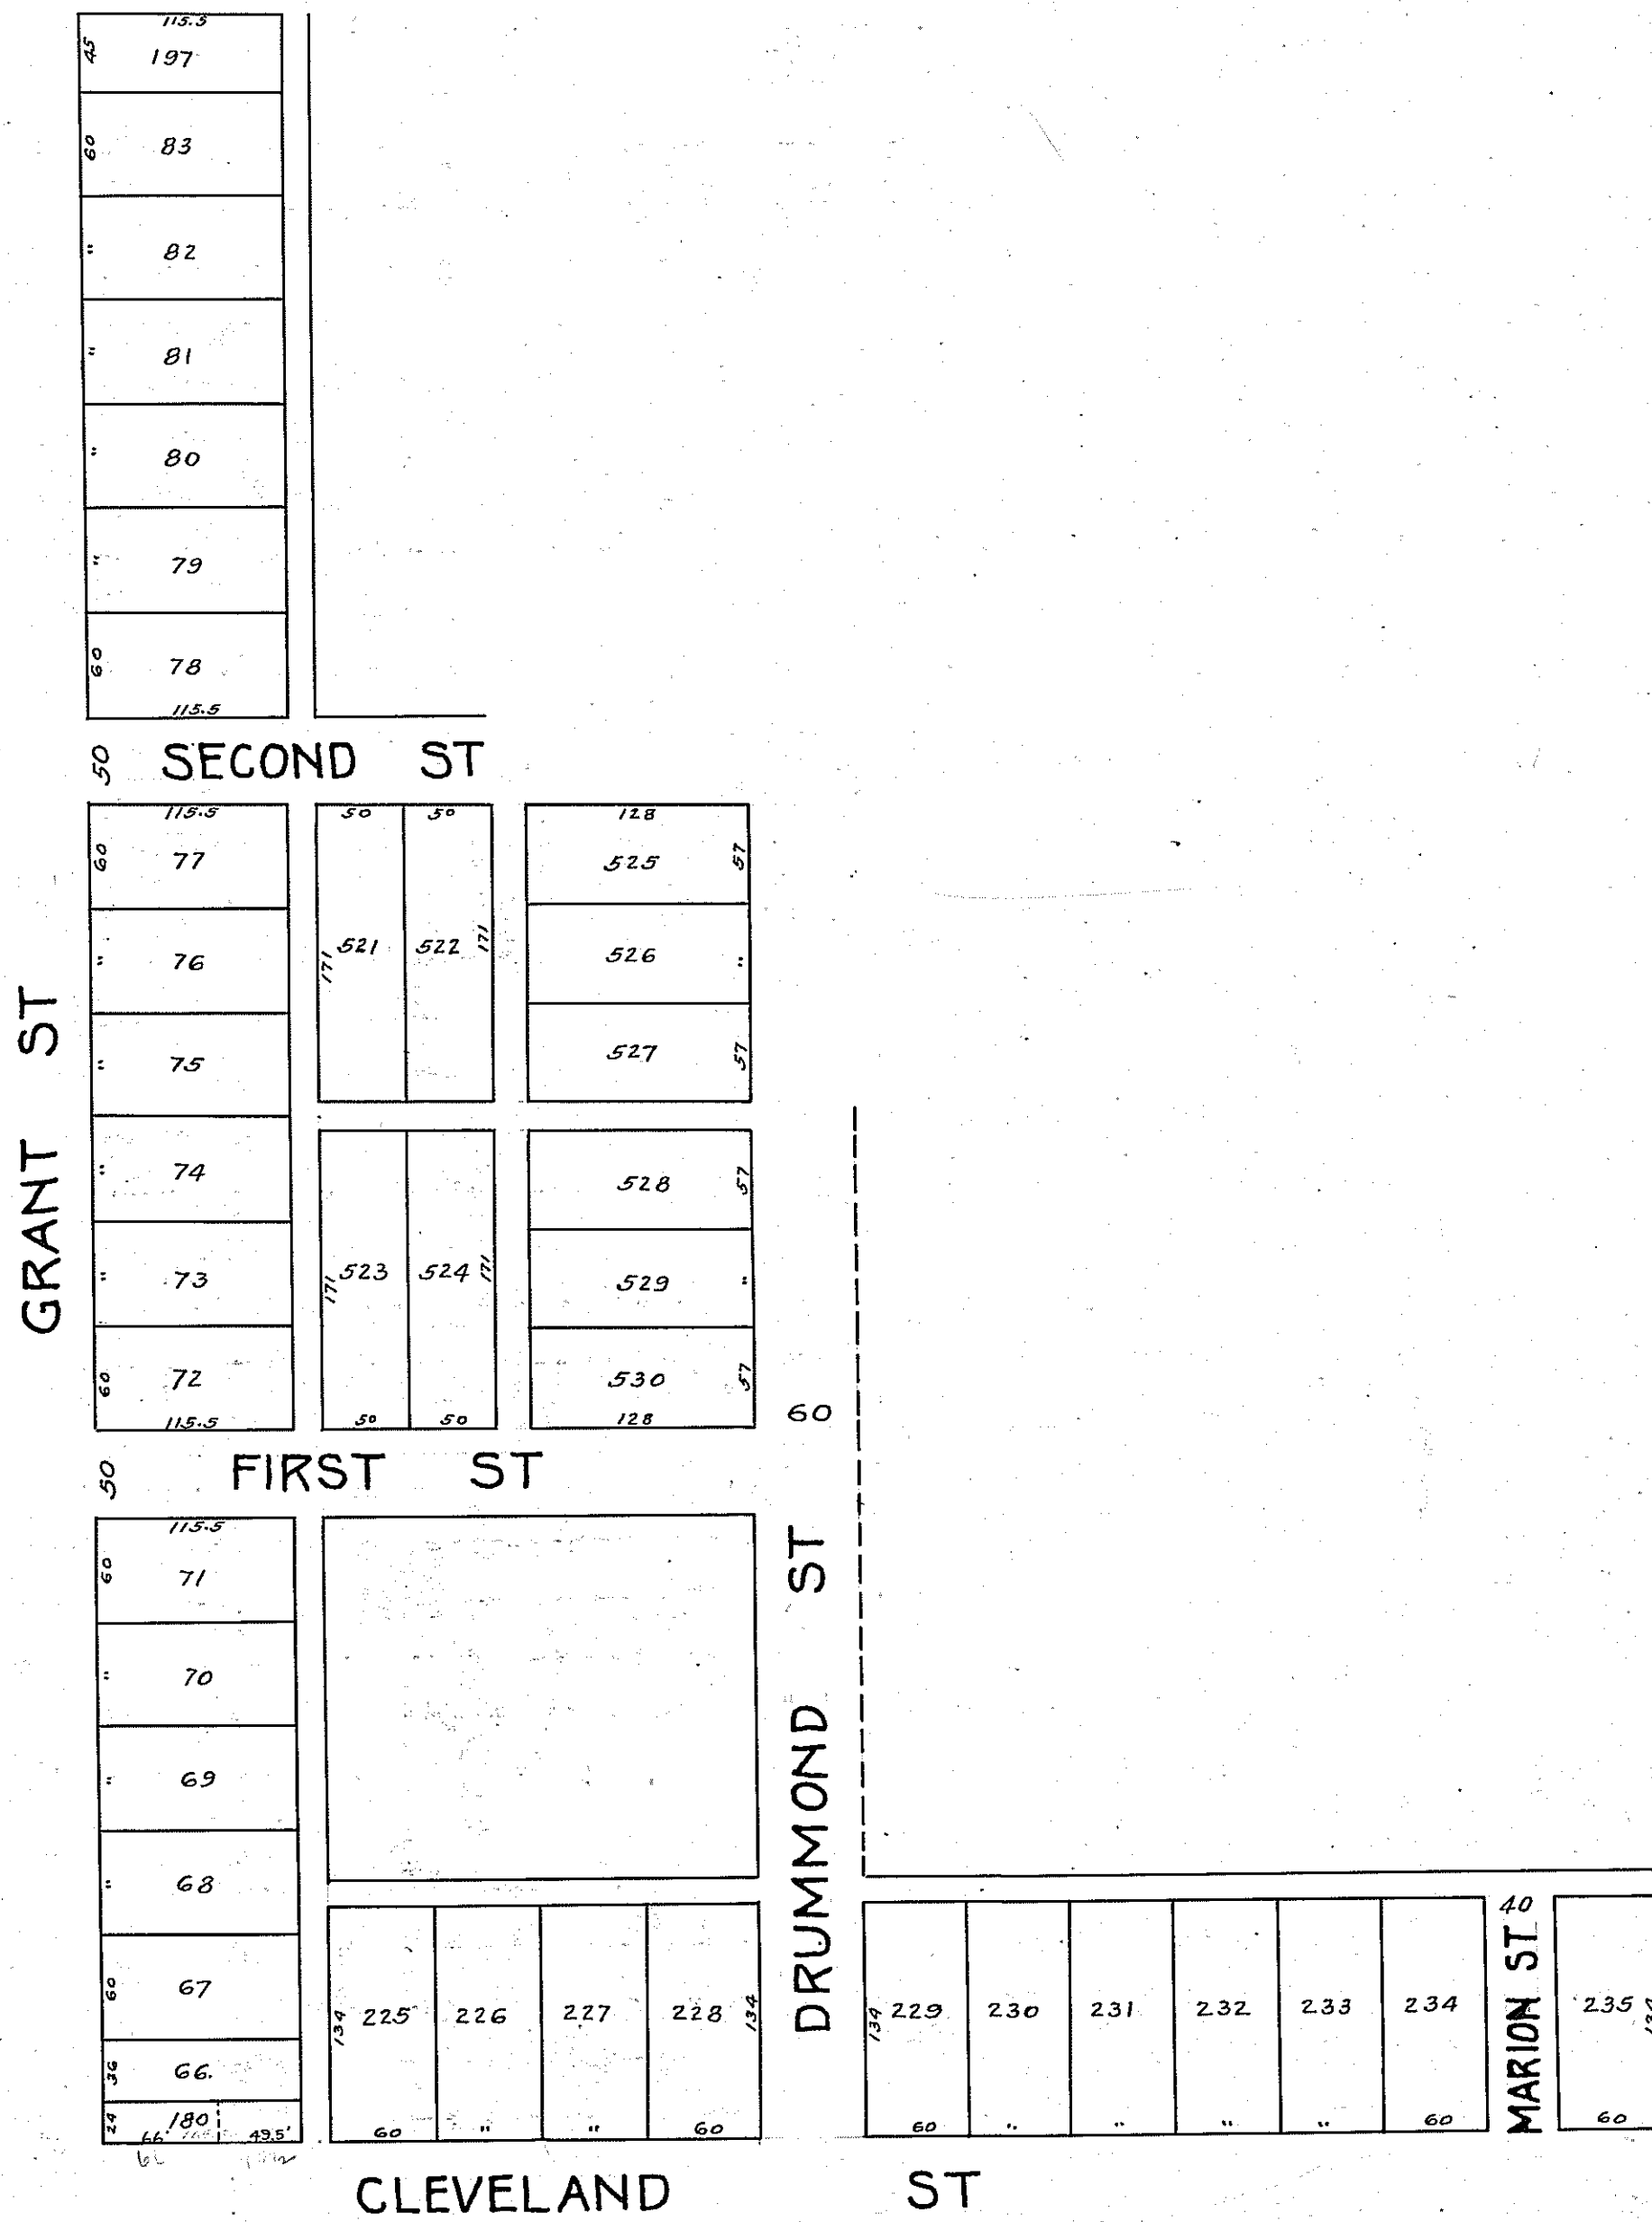 115.5
45 197
60 83
" 82
" 81
" 80
" 79
60 78
115.5
50 SECOND ST
115.5 50 50 128
60 77 525 57
" 76 171 521 522 171 526 "
" 75 527 57
GRANT ST
" 74 528 57
" 73 171 523 524 171 529 "
60 72 530 57
115.5 50 50 128
60
50 FIRST ST
115.5
60 71
" 70
" 69
" 68
60 67
36 66.
24 180
66' 49.5'
DRUMMOND ST
134 225 226 227 228 134
60 " " 60
134 229 230 231 232 233 234
60 " " " " 60
40
MARION ST
235 134
60
CLEVELAND ST